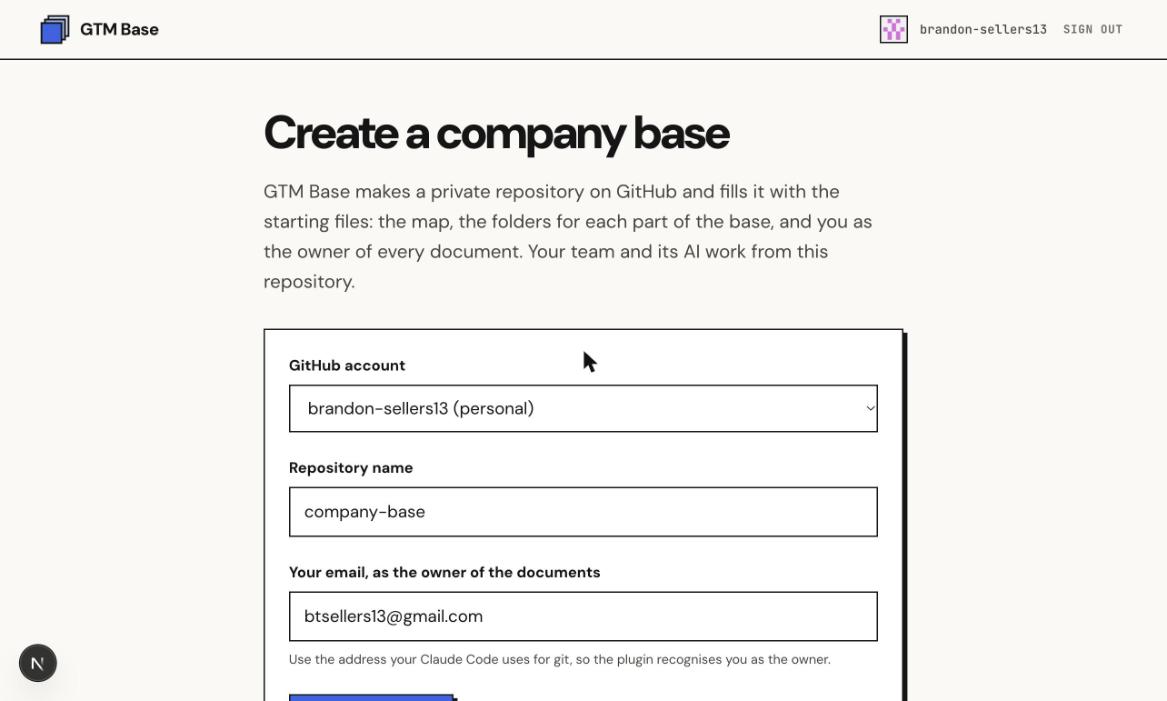 GTM Base
brandon-sellers13
SIGN OUT
Create a company base
GTM Base makes a private repository on GitHub and fills it with the
starting files: the map, the folders for each part of the base, and you as
the owner of every document. Your team and its AI work from this
repository.
GitHub account
brandon-sellers13 (personal)
Repository name
company-base
Your email, as the owner of the documents
btsellers13@gmail.com
Use the address your Claude Code uses for git, so the plugin recognises you as the owner.
N